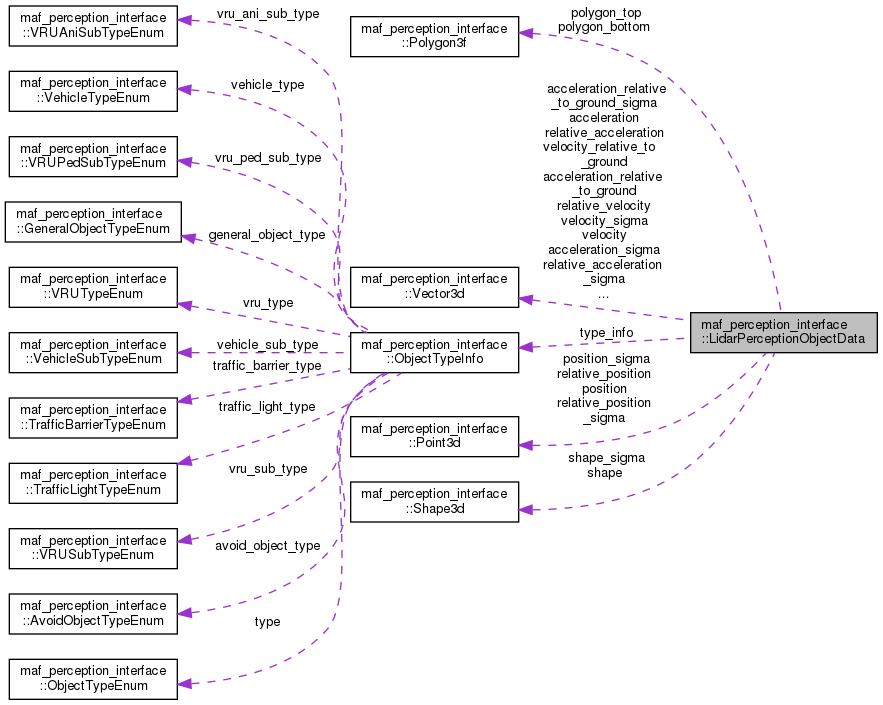 maf_perception_interface
::VRUAniSubTypeEnum
maf_perception_interface
::VehicleTypeEnum
maf_perception_interface
::VRUPedSubTypeEnum
maf_perception_interface
::GeneralObjectTypeEnum
maf_perception_interface
::VRUTypeEnum
maf_perception_interface
::VehicleSubTypeEnum
maf_perception_interface
::TrafficBarrierTypeEnum
maf_perception_interface
::TrafficLightTypeEnum
maf_perception_interface
::VRUSubTypeEnum
maf_perception_interface
::AvoidObjectTypeEnum
maf_perception_interface
::ObjectTypeEnum
vru_ani_sub_type
vehicle_type
vru_ped_sub_type
general_object_type
vru_type
vehicle_sub_type
traffic_barrier_type
traffic_light_type
vru_sub_type
avoid_object_type
type
maf_perception_interface
::Polygon3f
maf_perception_interface
::Vector3d
maf_perception_interface
::ObjectTypeInfo
maf_perception_interface
::Point3d
maf_perception_interface
::Shape3d
polygon_top
polygon_bottom
acceleration_relative
_to_ground_sigma
acceleration
relative_acceleration
velocity_relative_to
_ground
acceleration_relative
_to_ground
relative_velocity
velocity_sigma
velocity
acceleration_sigma
relative_acceleration
_sigma
...
type_info
position_sigma
relative_position
position
relative_position
_sigma
shape_sigma
shape
maf_perception_interface
::LidarPerceptionObjectData